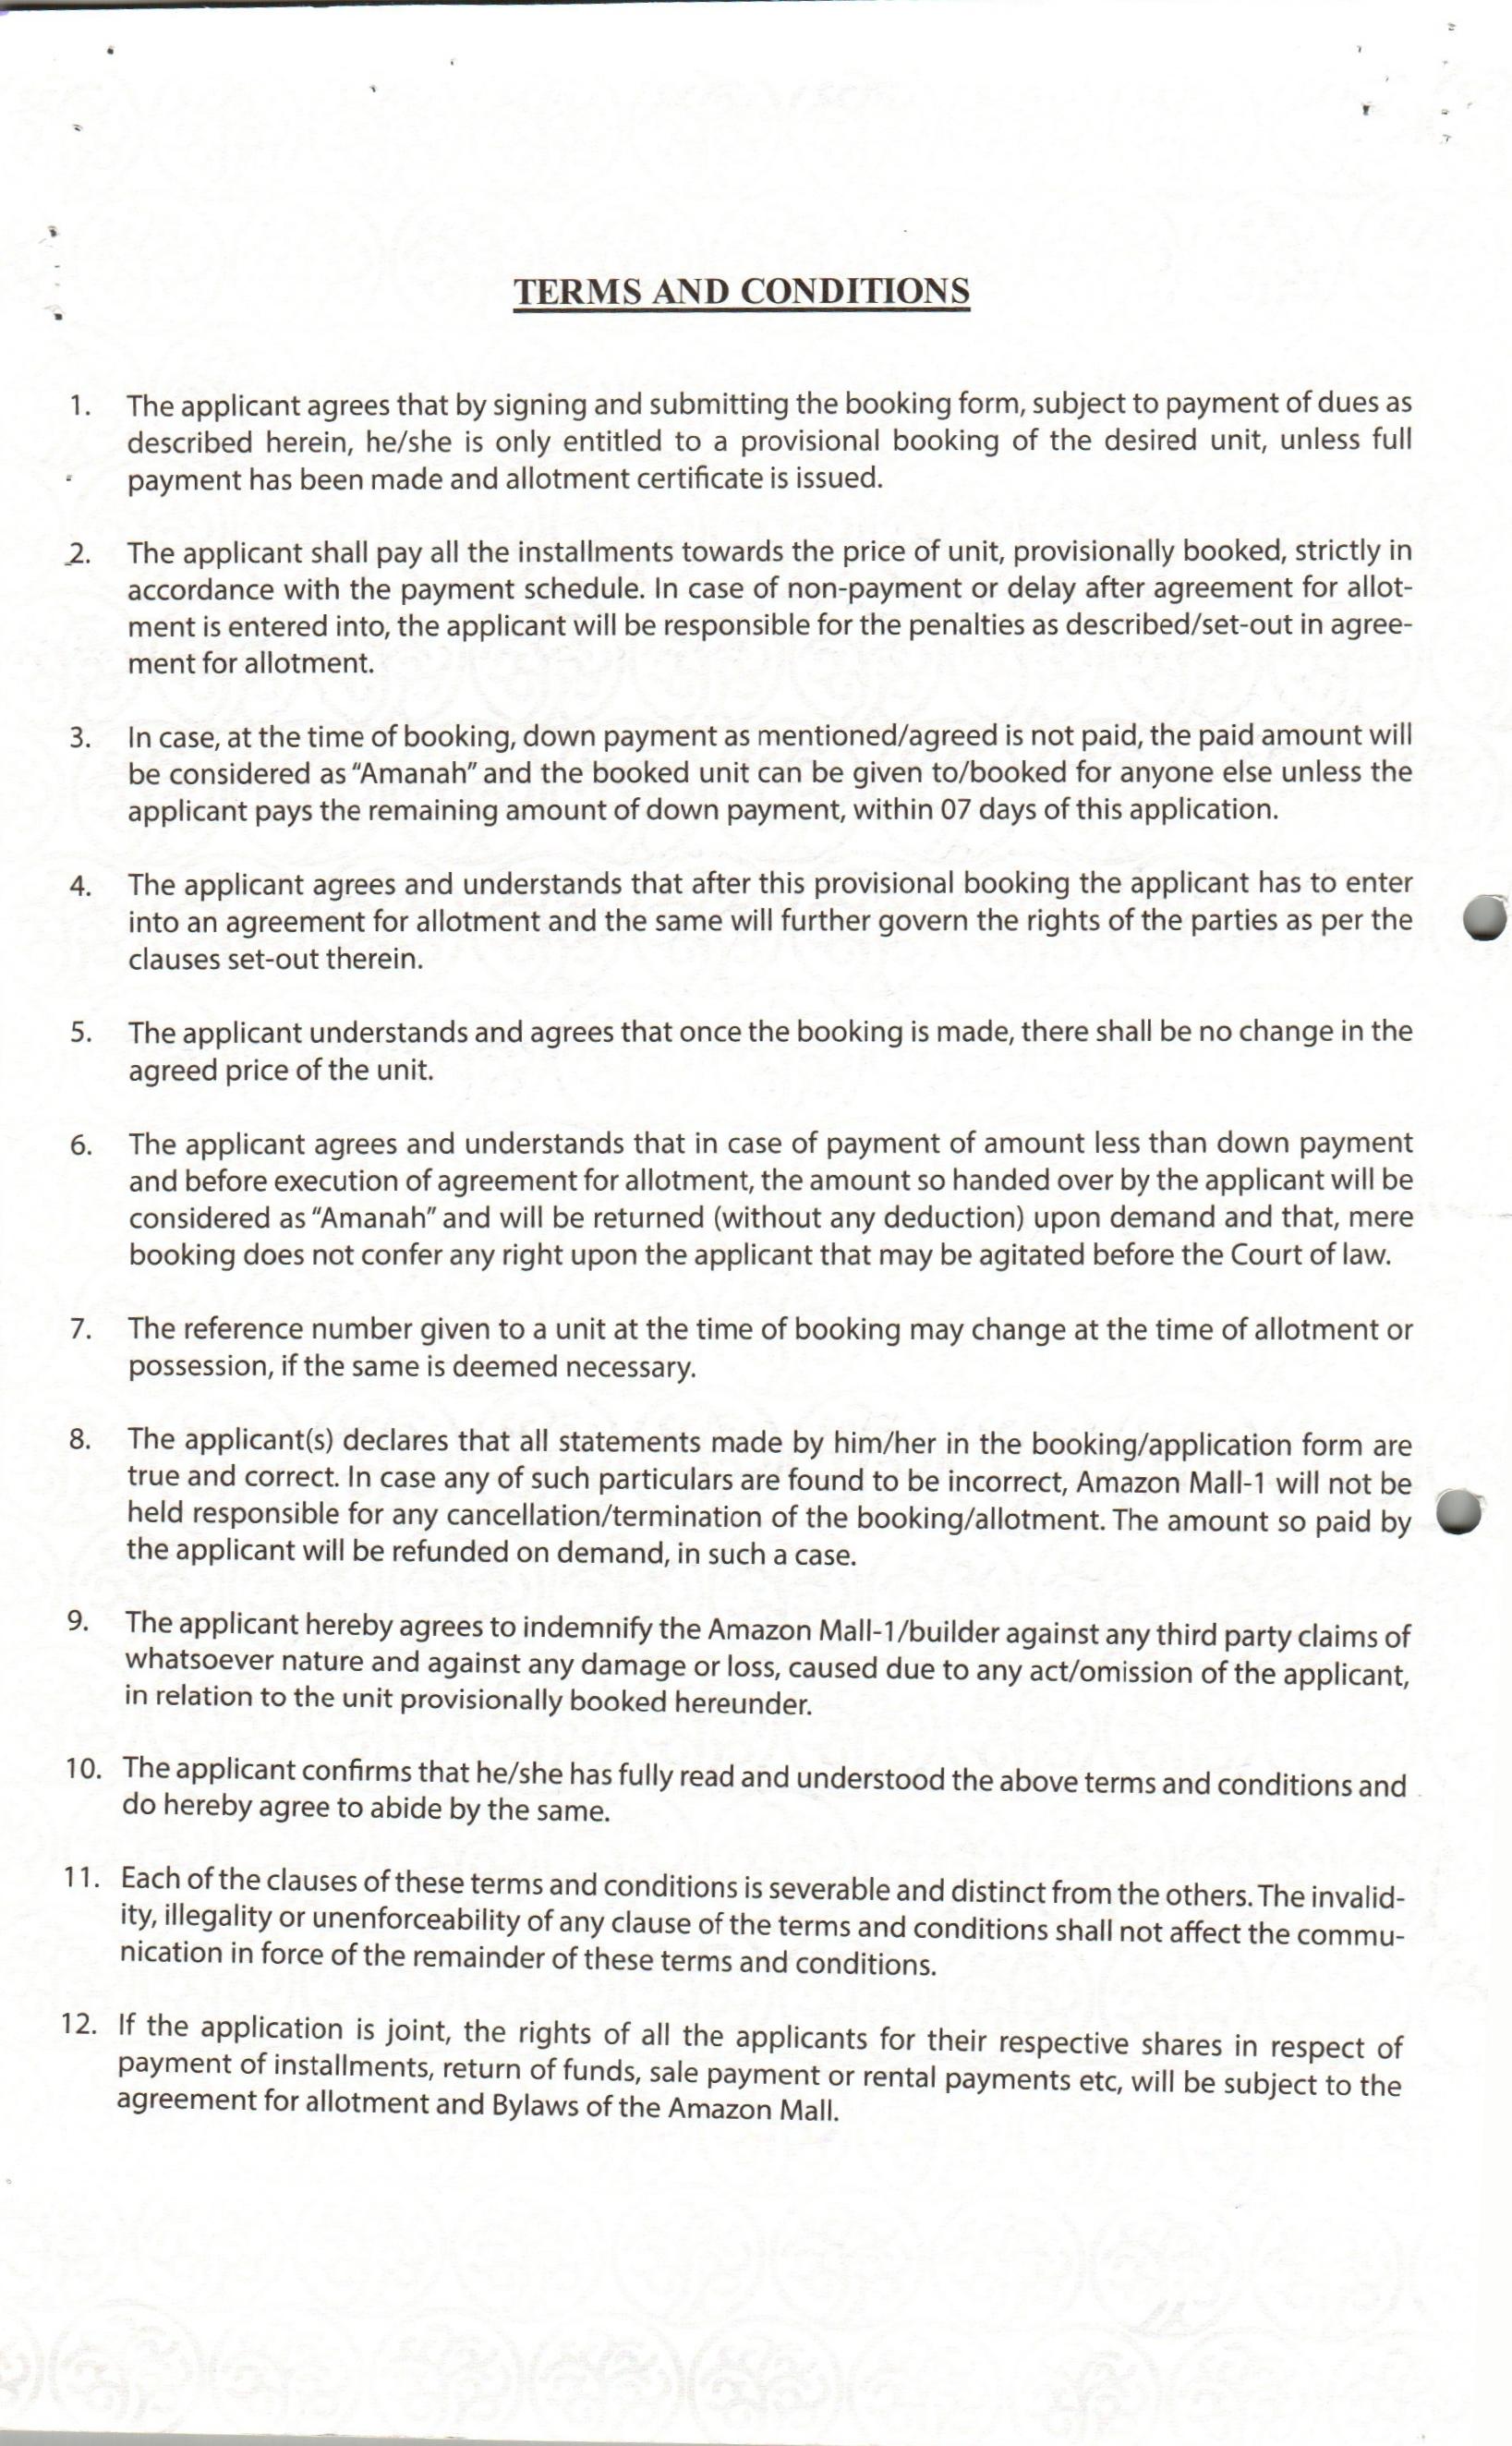 TERMS AND CONDITIONS
1. The applicant agrees that by signing and submitting the booking form, subject to payment of dues as
described herein, he/she is only entitled to a provisional booking of the desired unit, unless full
payment has been made and allotment certificate is issued.
2. The applicant shall pay all the installments towards the price of unit, provisionally booked, strictly in
accordance with the payment schedule. In case of non-payment or delay after agreement for allot-
ment is entered into, the applicant will be responsible for the penalties as described/set-out in agree-
ment for allotment.
3. In case, at the time of booking, down payment as mentioned/agreed is not paid, the paid amount will
be considered as “Amanah” and the booked unit can be given to/booked for anyone else unless the
applicant pays the remaining amount of down payment, within 07 days of this application.
4. The applicant agrees and understands that after this provisional booking the applicant has to enter
into an agreement for allotment and the same will further govern the rights of the parties as per the
clauses set-out therein.
5. The applicant understands and agrees that once the booking is made, there shall be no change in the
agreed price of the unit.
6. The applicant agrees and understands that in case of payment of amount less than down payment
and before execution of agreement for allotment, the amount so handed over by the applicant will be
considered as “Amanah” and will be returned (without any deduction) upon demand and that, mere
booking does not confer any right upon the applicant that may be agitated before the Court of law.
7. The reference number given to a unit at the time of booking may change at the time of allotment or
possession, if the same is deemed necessary.
8. The applicant(s) declares that all statements made by him/her in the booking/application form are
true and correct. In case any of such particulars are found to be incorrect, Amazon Mall-1 will not be
held responsible for any cancellation/termination of the booking/allotment. The amount so paid by
the applicant will be refunded on demand, in such a case.
9. The applicant hereby agrees to indemnify the Amazon Mall-1/builder against any third party claims of
whatsoever nature and against any damage or loss, caused due to any act/omission of the applicant,
in relation to the unit provisionally booked hereunder.
10. The applicant confirms that he/she has fully read and understood the above terms and conditions and
do hereby agree to abide by the same.
11. Each of the clauses of these terms and conditions is severable and distinct from the others. The invalid-
ity, illegality or unenforceability of any clause of the terms and conditions shall not affect the commu-
nication in force of the remainder of these terms and conditions.
12. If the application is joint, the rights of all the applicants for their respective shares in respect of
payment of installments, return of funds, sale payment or rental payments etc, will be subject to the
agreement for allotment and Bylaws of the Amazon Mall.